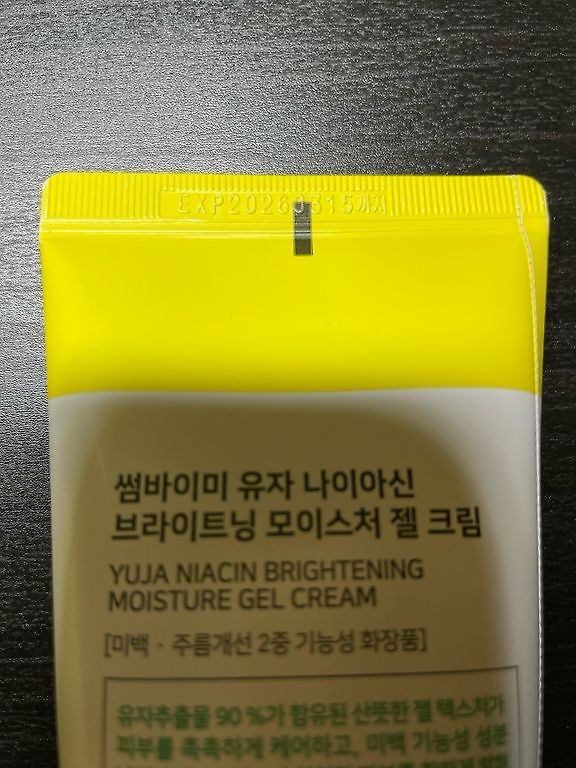 EXP20260315까지
썸바이미 유자 나이아신
브라이트닝 모이스처 젤 크림
YUJA NIACIN BRIGHTENING
MOISTURE GEL CREAM
[미백 · 주름개선 2중 기능성 화장품]
유자추출물 90 %가 함유된 산뜻한 젤 텍스처가
피부를 촉촉하게 케어하고, 미백 기능성 성분